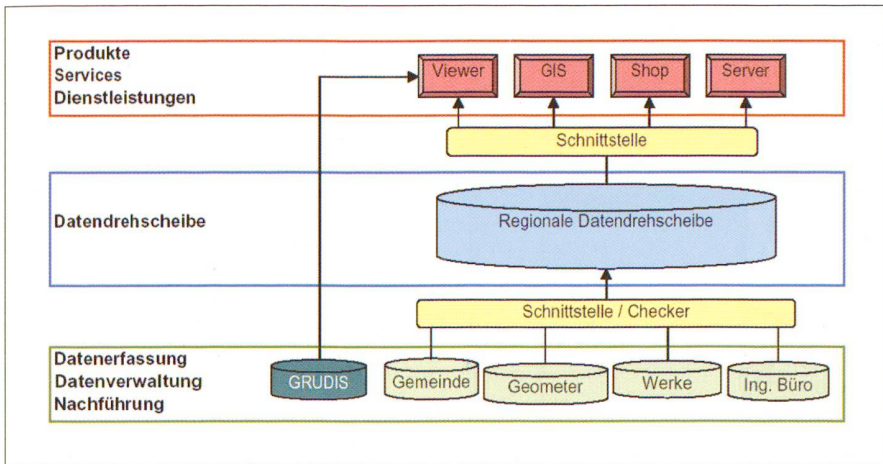 Produkte
Services
Dienstleistungen
Viewer
GIS
Shop
Server
Schnittstelle
Datendrehscheibe
Regionale Datendrehscheibe
Schnittstelle / Checker
Datenerfassung
Datenverwaltung
Nachführung
GRUDIS
Gemeinde
Geometer
Werke
Ing. Büro